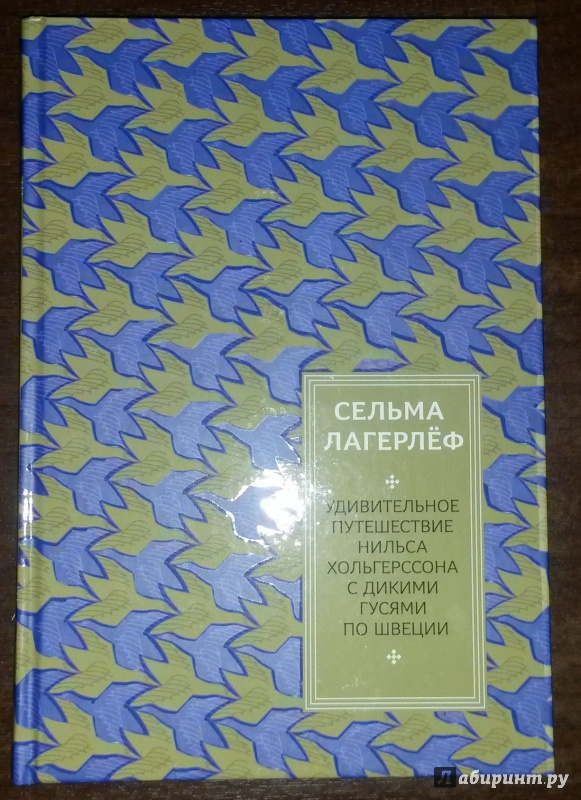 СЕЛЬМА
ЛАГЕРЛЁФ
УДИВИТЕЛЬНОЕ
ПУТЕШЕСТВИЕ
НИЛЬСА
ХОЛЬГЕРССОНА
С ДИКИМИ
ГУСЯМИ
ПО ШВЕЦИИ
Лабиринт.ру